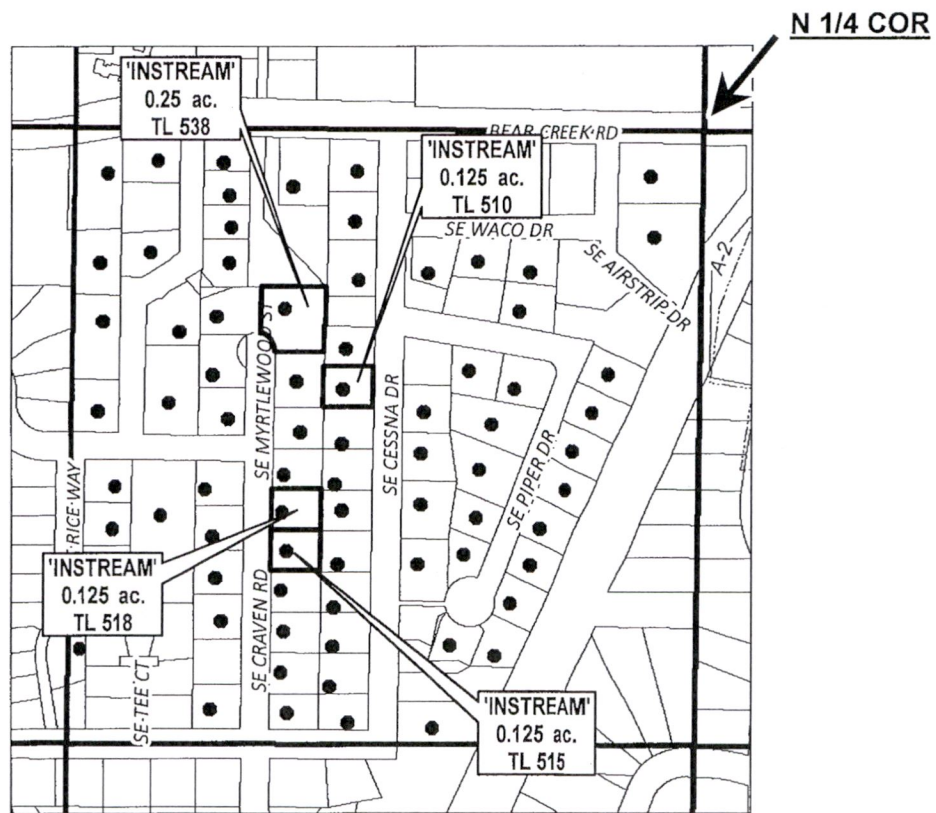 N 1/4 COR
'INSTREAM'
0.25 ac.
TL 538
BEAR CREEK RD
'INSTREAM'
0.125 ac.
TL 510
SE WACO DR
SE AIRSTRIP DR
A-2
SE MYRTLEWOOD ST
SE CESSNA DR
SE PIPER DR
RICE WAY
'INSTREAM'
0.125 ac.
TL 518
SE CRAVEN RD
SE TEE CT
'INSTREAM'
0.125 ac.
TL 515